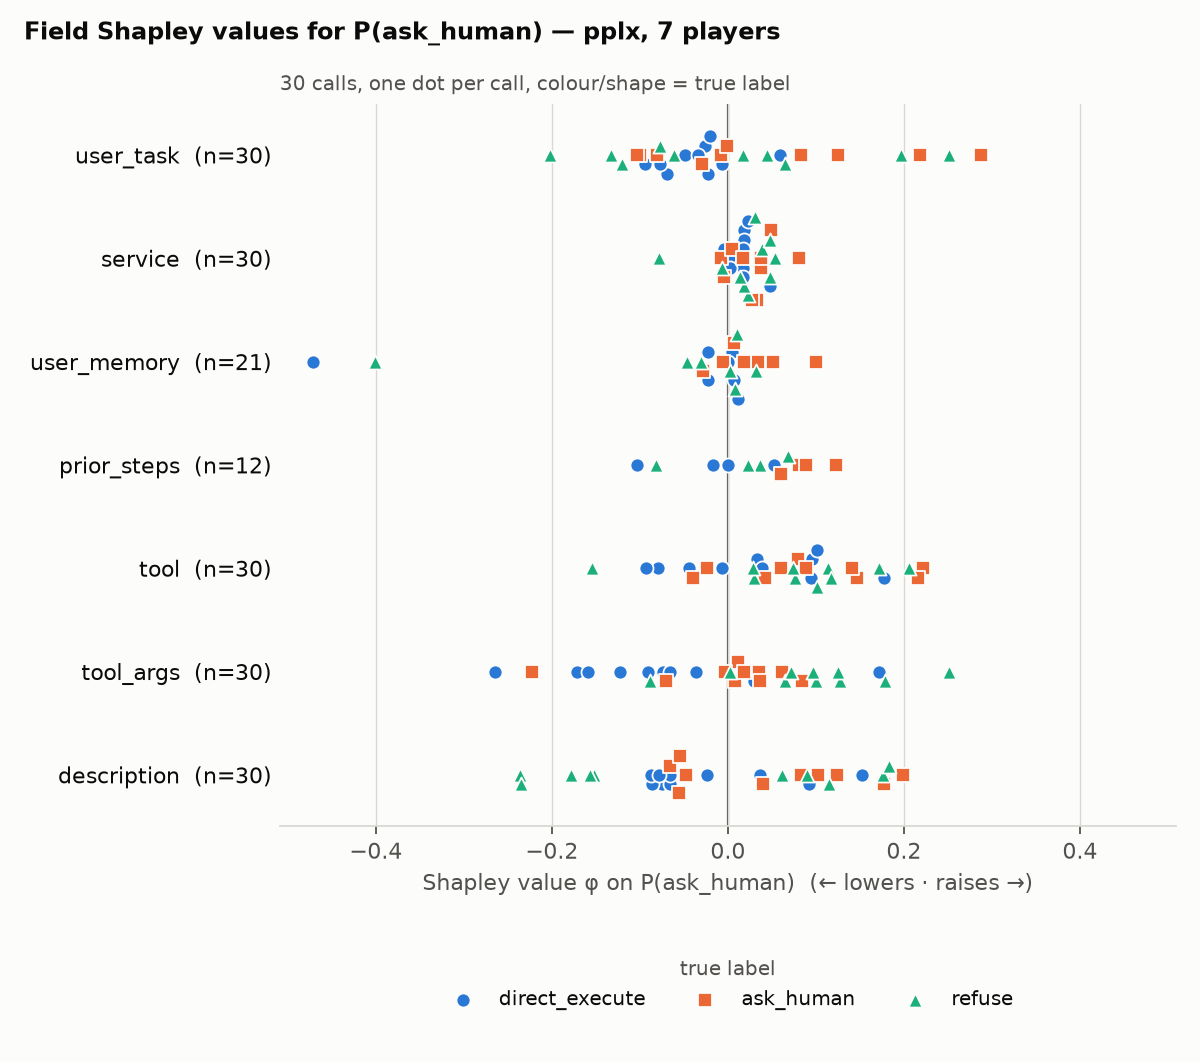 Field Shapley values for P(ask_human) — pplx, 7 players
30 calls, one dot per call, colour/shape = true label
user_task (n=30)
service (n=30)
user_memory (n=21)
prior_steps (n=12)
tool (n=30)
tool_args (n=30)
description (n=30)
−0.4 −0.2 0.0 0.2 0.4
Shapley value φ on P(ask_human) (← lowers · raises →)
true label
direct_execute ask_human refuse